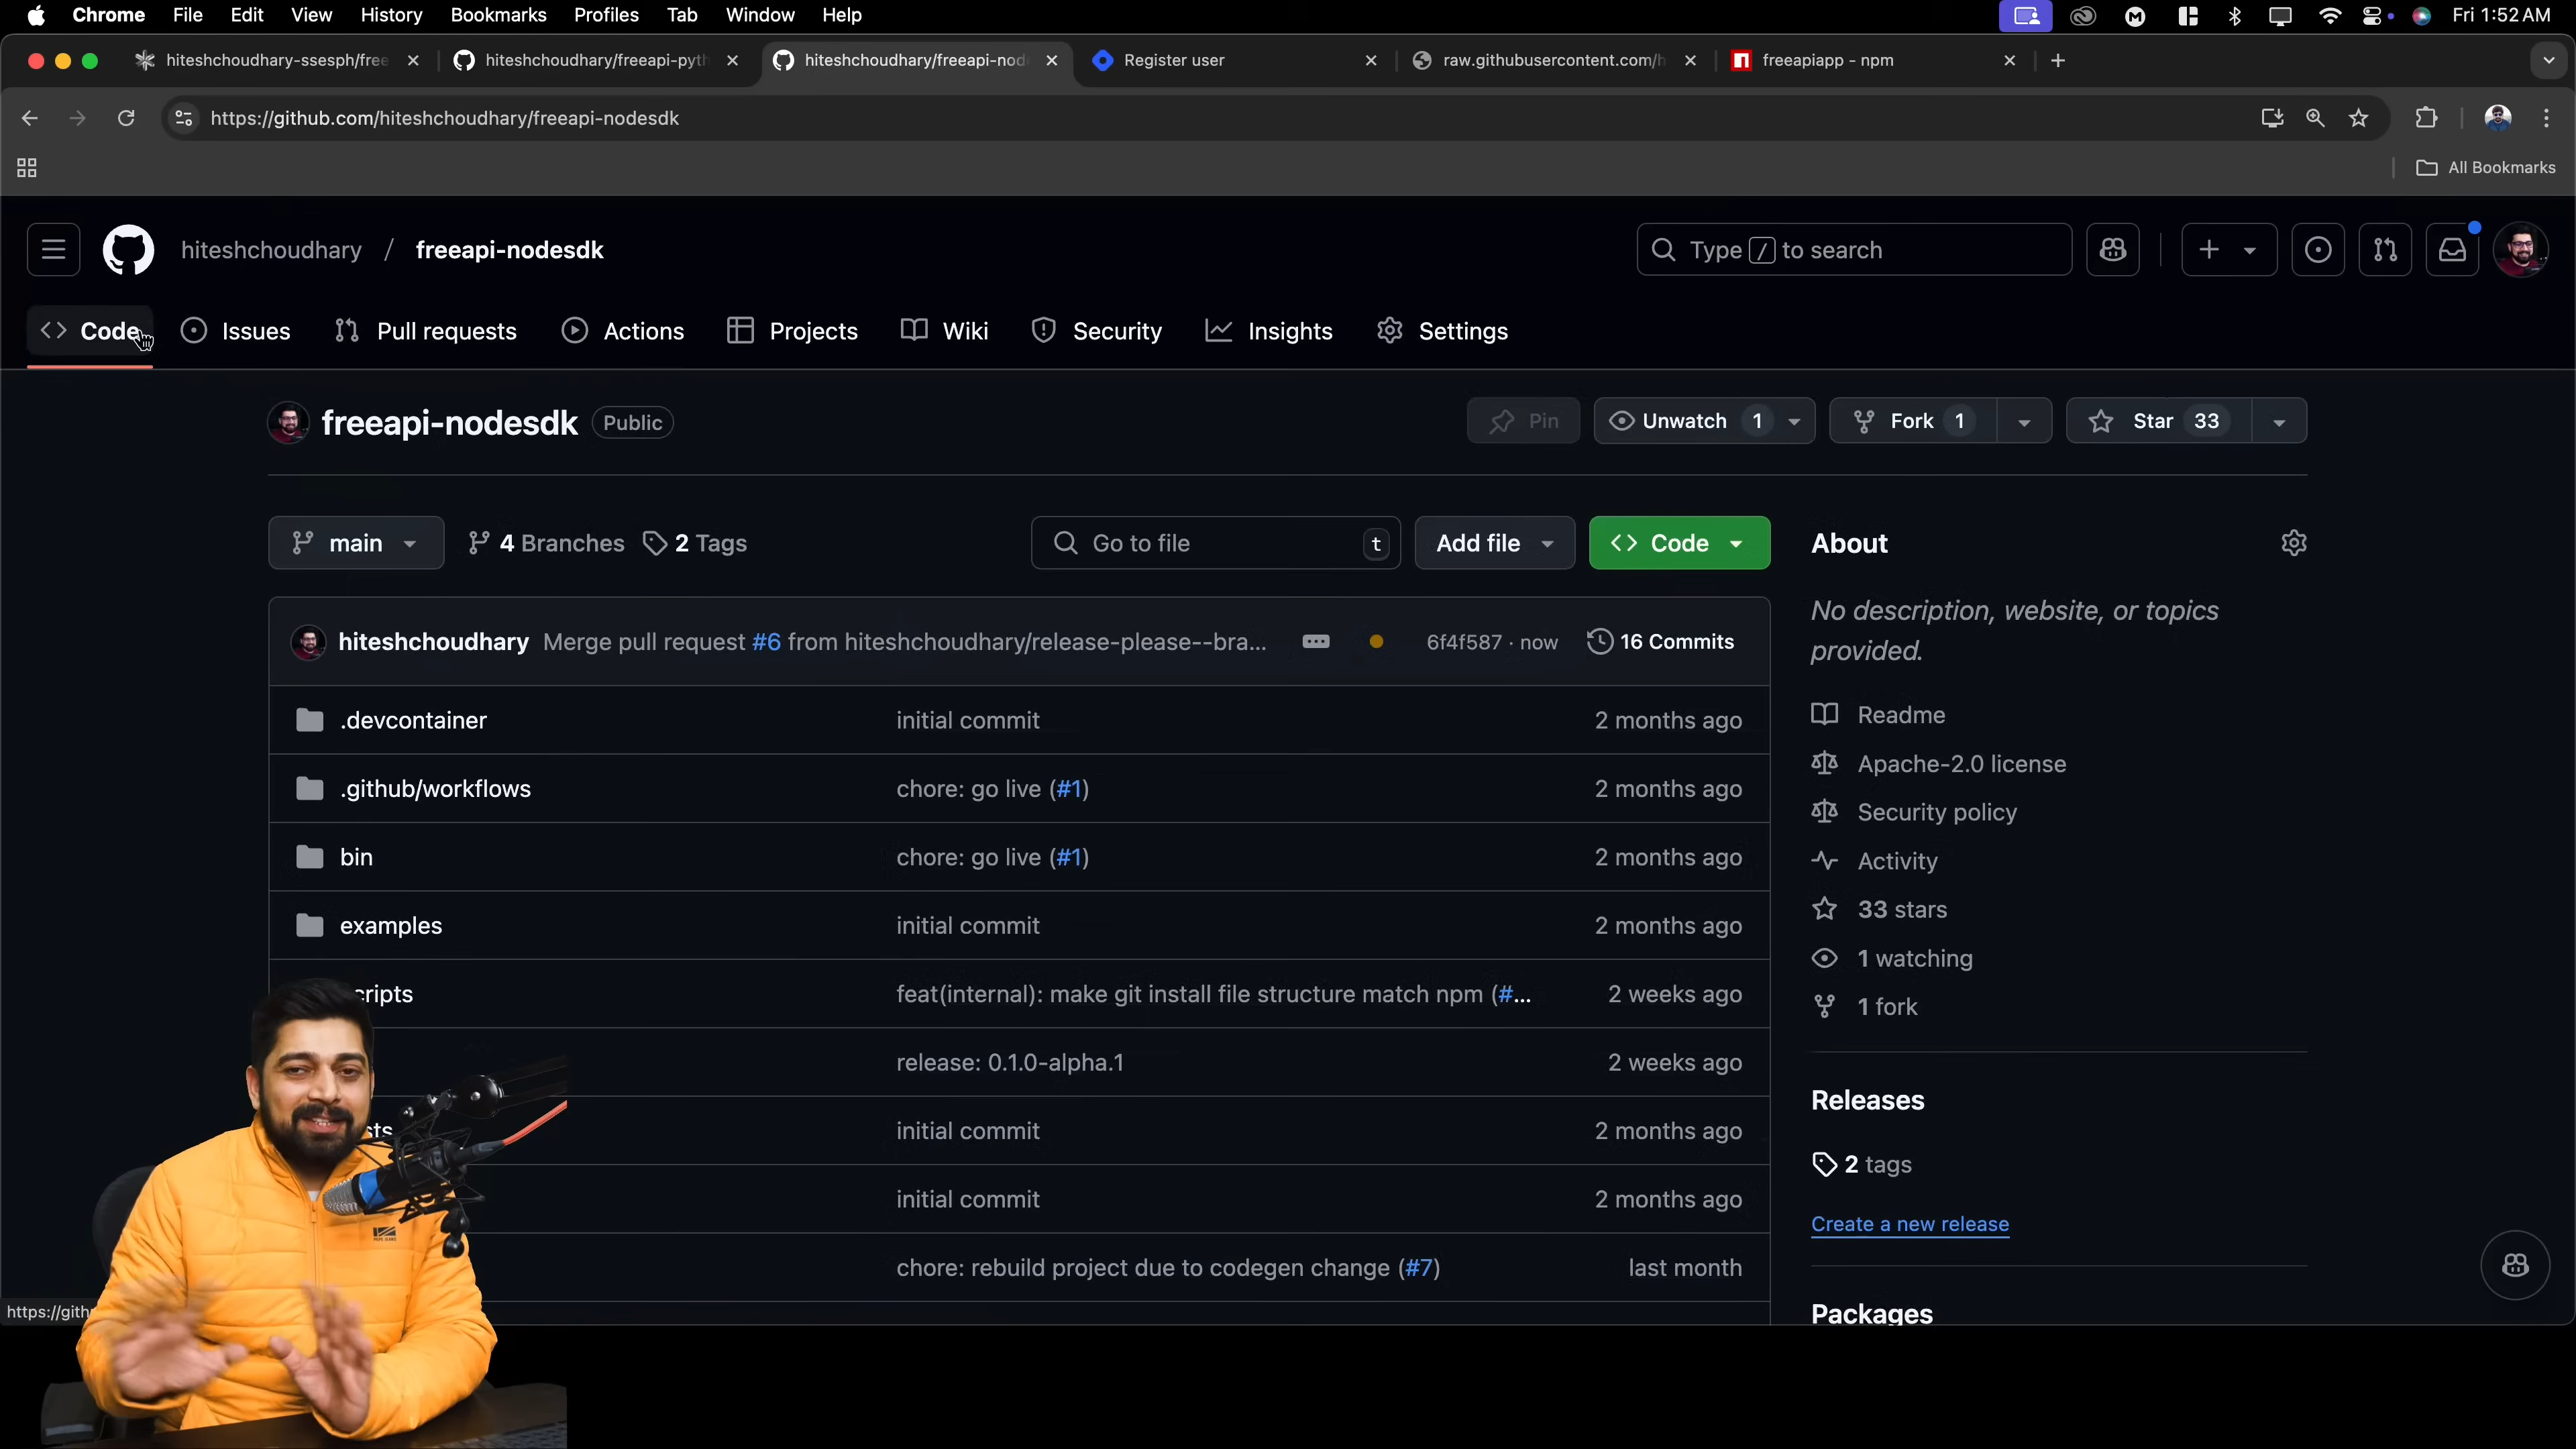 Chrome File Edit View History Bookmarks Profiles Tab Window Help Fri 1:52 AM
hiteshchoudhary-ssesph/free hiteshchoudhary/freeapi-pyth hiteshchoudhary/freeapi-nod Register user raw.githubusercontent.com/h freeapiapp - npm
https://github.com/hiteshchoudhary/freeapi-nodesdk
All Bookmarks
hiteshchoudhary / freeapi-nodesdk Type / to search
Code Issues Pull requests Actions Projects Wiki Security Insights Settings
freeapi-nodesdk Public Pin Unwatch 1 Fork 1 Star 33
main 4 Branches 2 Tags Go to file t Add file Code About
No description, website, or topics
provided.
hiteshchoudhary Merge pull request #6 from hiteshchoudhary/release-please--bra... 6f4f587 · now 16 Commits
.devcontainer initial commit 2 months ago
.github/workflows chore: go live (#1) 2 months ago
bin chore: go live (#1) 2 months ago
examples initial commit 2 months ago
cripts feat(internal): make git install file structure match npm (#... 2 weeks ago
release: 0.1.0-alpha.1 2 weeks ago
sts initial commit 2 months ago
initial commit 2 months ago
chore: rebuild project due to codegen change (#7) last month
Readme
Apache-2.0 license
Security policy
Activity
33 stars
1 watching
1 fork
Releases
2 tags
Create a new release
Packages
https://gith